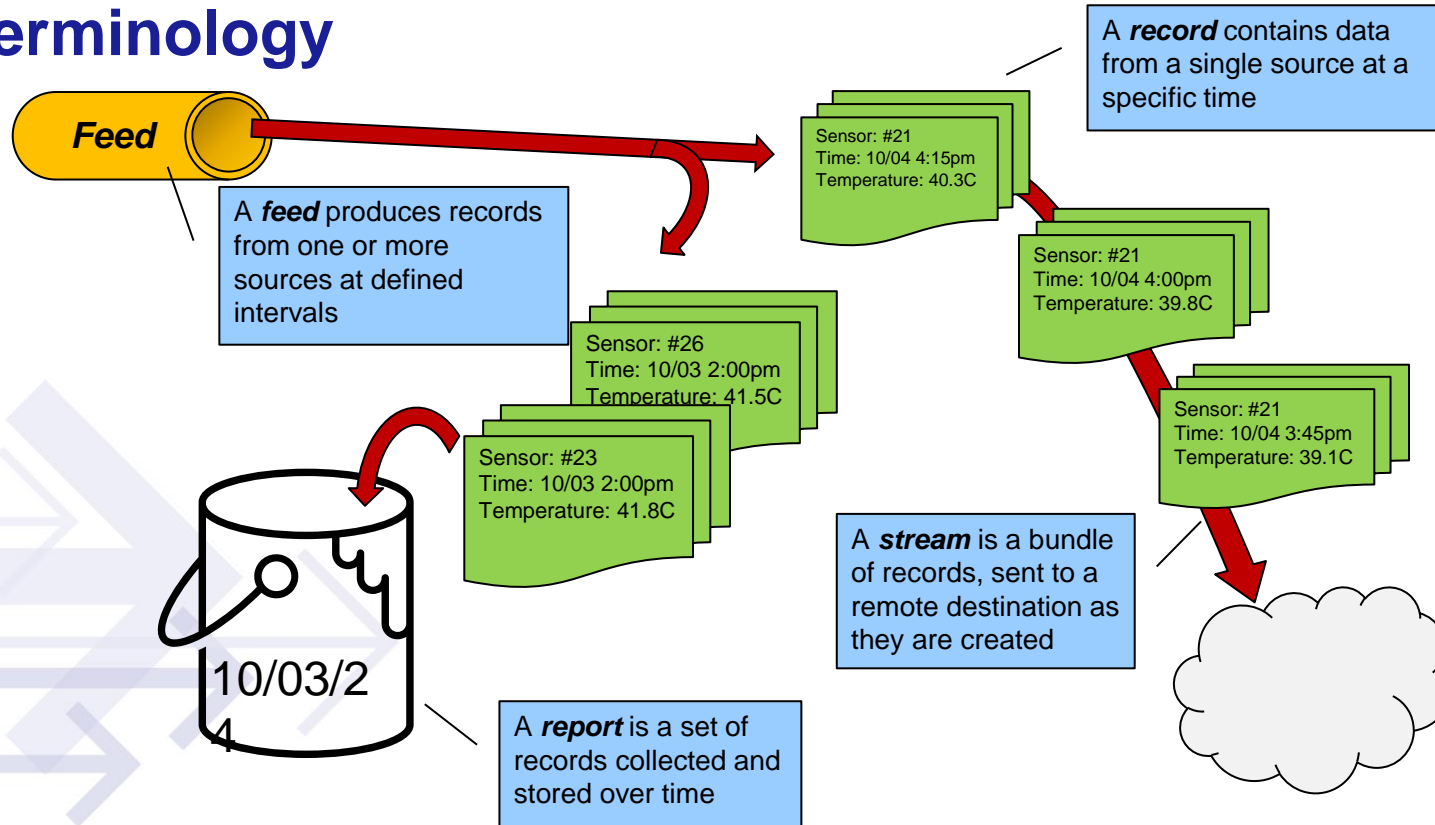 erminology
Feed
A feed produces records
from one or more
sources at defined
intervals
A record contains data
from a single source at a
specific time
Sensor: #21
Time: 10/04 4:15pm
Temperature: 40.3C
Sensor: #21
Time: 10/04 4:00pm
Temperature: 39.8C
Sensor: #21
Time: 10/04 3:45pm
Temperature: 39.1C
Sensor: #26
Time: 10/03 2:00pm
Temperature: 41.5C
Sensor: #23
Time: 10/03 2:00pm
Temperature: 41.8C
A stream is a bundle
of records, sent to a
remote destination as
they are created
10/03/2
4
A report is a set of
records collected and
stored over time